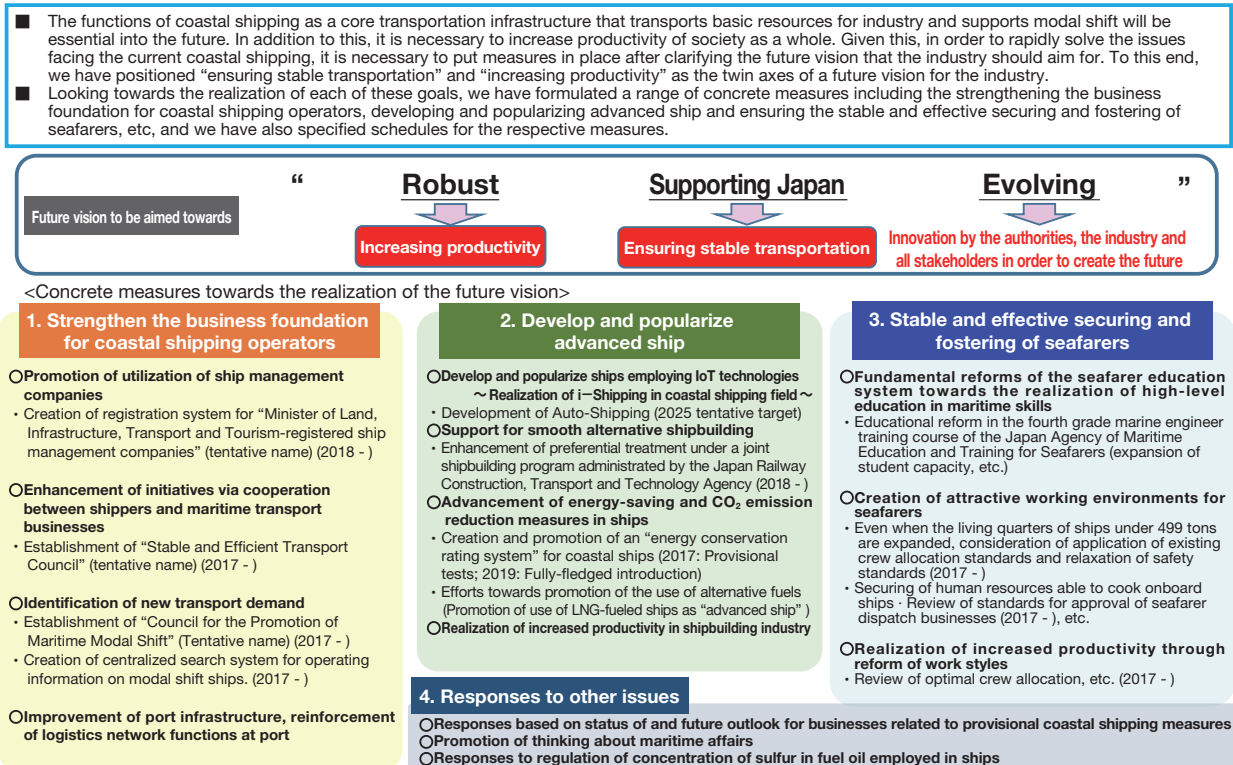 ■ The functions of coastal shipping as a core transportation infrastructure that transports basic resources for industry and supports modal shift will be
essential into the future. In addition to this, it is necessary to increase productivity of society as a whole. Given this, in order to rapidly solve the issues
facing the current coastal shipping, it is necessary to put measures in place after clarifying the future vision that the industry should aim for. To this end,
we have positioned “ensuring stable transportation” and “increasing productivity” as the twin axes of a future vision for the industry.
■ Looking towards the realization of each of these goals, we have formulated a range of concrete measures including the strengthening the business
foundation for coastal shipping operators, developing and popularizing advanced ship and ensuring the stable and effective securing and fostering of
seafarers, etc, and we have also specified schedules for the respective measures.
Future vision to be aimed towards
“ Robust Supporting Japan Evolving ”
Increasing productivity
Ensuring stable transportation
Innovation by the authorities, the industry and
all stakeholders in order to create the future
<Concrete measures towards the realization of the future vision>
1. Strengthen the business foundation
for coastal shipping operators
○Promotion of utilization of ship management
companies
・Creation of registration system for “Minister of Land,
Infrastructure, Transport and Tourism-registered ship
management companies” (tentative name) (2018 - )
○Enhancement of initiatives via cooperation
between shippers and maritime transport
businesses
・Establishment of “Stable and Efficient Transport
Council” (tentative name) (2017 - )
○Identification of new transport demand
・Establishment of “Council for the Promotion of
Maritime Modal Shift” (Tentative name) (2017 - )
・Creation of centralized search system for operating
information on modal shift ships. (2017 - )
○Improvement of port infrastructure, reinforcement
of logistics network functions at port
2. Develop and popularize
advanced ship
○Develop and popularize ships employing IoT technologies
～Realization of i−Shipping in coastal shipping field～
・Development of Auto-Shipping (2025 tentative target)
○Support for smooth alternative shipbuilding
・Enhancement of preferential treatment under a joint
shipbuilding program administrated by the Japan Railway
Construction, Transport and Technology Agency (2018 - )
○Advancement of energy-saving and CO₂ emission
reduction measures in ships
・Creation and promotion of an “energy conservation
rating system” for coastal ships (2017: Provisional
tests; 2019: Fully-fledged introduction)
・Efforts towards promotion of the use of alternative fuels
(Promotion of use of LNG-fueled ships as “advanced ship” )
○Realization of increased productivity in shipbuilding industry
3. Stable and effective securing and
fostering of seafarers
○Fundamental reforms of the seafarer education
system towards the realization of high-level
education in maritime skills
・Educational reform in the fourth grade marine engineer
training course of the Japan Agency of Maritime
Education and Training for Seafarers (expansion of
student capacity, etc.)
○Creation of attractive working environments for
seafarers
・Even when the living quarters of ships under 499 tons
are expanded, consideration of application of existing
crew allocation standards and relaxation of safety
standards (2017 - )
・Securing of human resources able to cook onboard
ships · Review of standards for approval of seafarer
dispatch businesses (2017 - ), etc.
○Realization of increased productivity through
reform of work styles
・Review of optimal crew allocation, etc. (2017 - )
4. Responses to other issues
○Responses based on status of and future outlook for businesses related to provisional coastal shipping measures
○Promotion of thinking about maritime affairs
○Responses to regulation of concentration of sulfur in fuel oil employed in ships